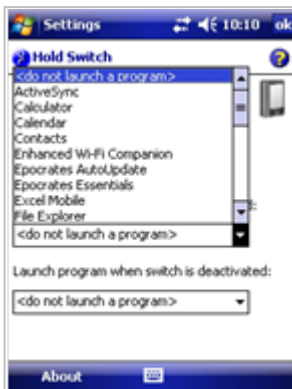 Settings 10:10 ok
Hold Switch
<do not launch a program>
ActiveSync
Calculator
Calendar
Contacts
Enhanced Wi-Fi Companion
Epocrates AutoUpdate
Epocrates Essentials
Excel Mobile
File Explorer
<do not launch a program>
Launch program when switch is deactivated:
<do not launch a program>
About